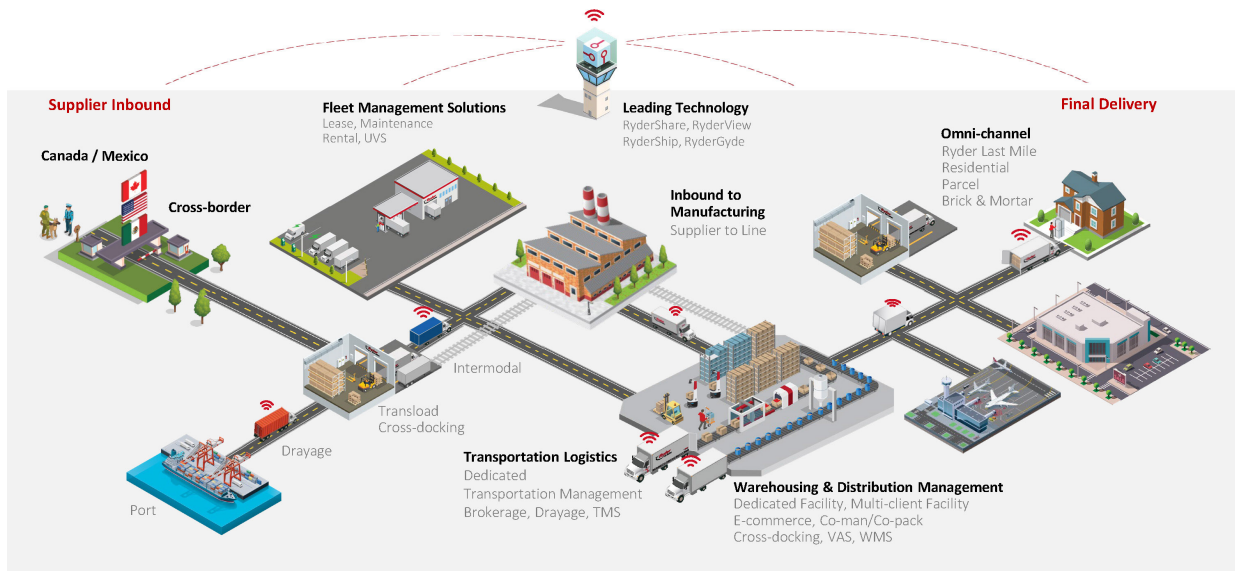 Supplier Inbound
Canada / Mexico
Cross-border
Fleet Management Solutions
Lease, Maintenance
Rental, UVS
Leading Technology
RyderShare, RyderView
RyderShip, RyderGyde
Final Delivery
Omni-channel
Ryder Last Mile
Residential
Parcel
Brick & Mortar
Inbound to
Manufacturing
Supplier to Line
Intermodal
Transload
Cross-docking
Drayage
Port
Transportation Logistics
Dedicated
Transportation Management
Brokerage, Drayage, TMS
Warehousing & Distribution Management
Dedicated Facility, Multi-client Facility
E-commerce, Co-man/Co-pack
Cross-docking, VAS, WMS